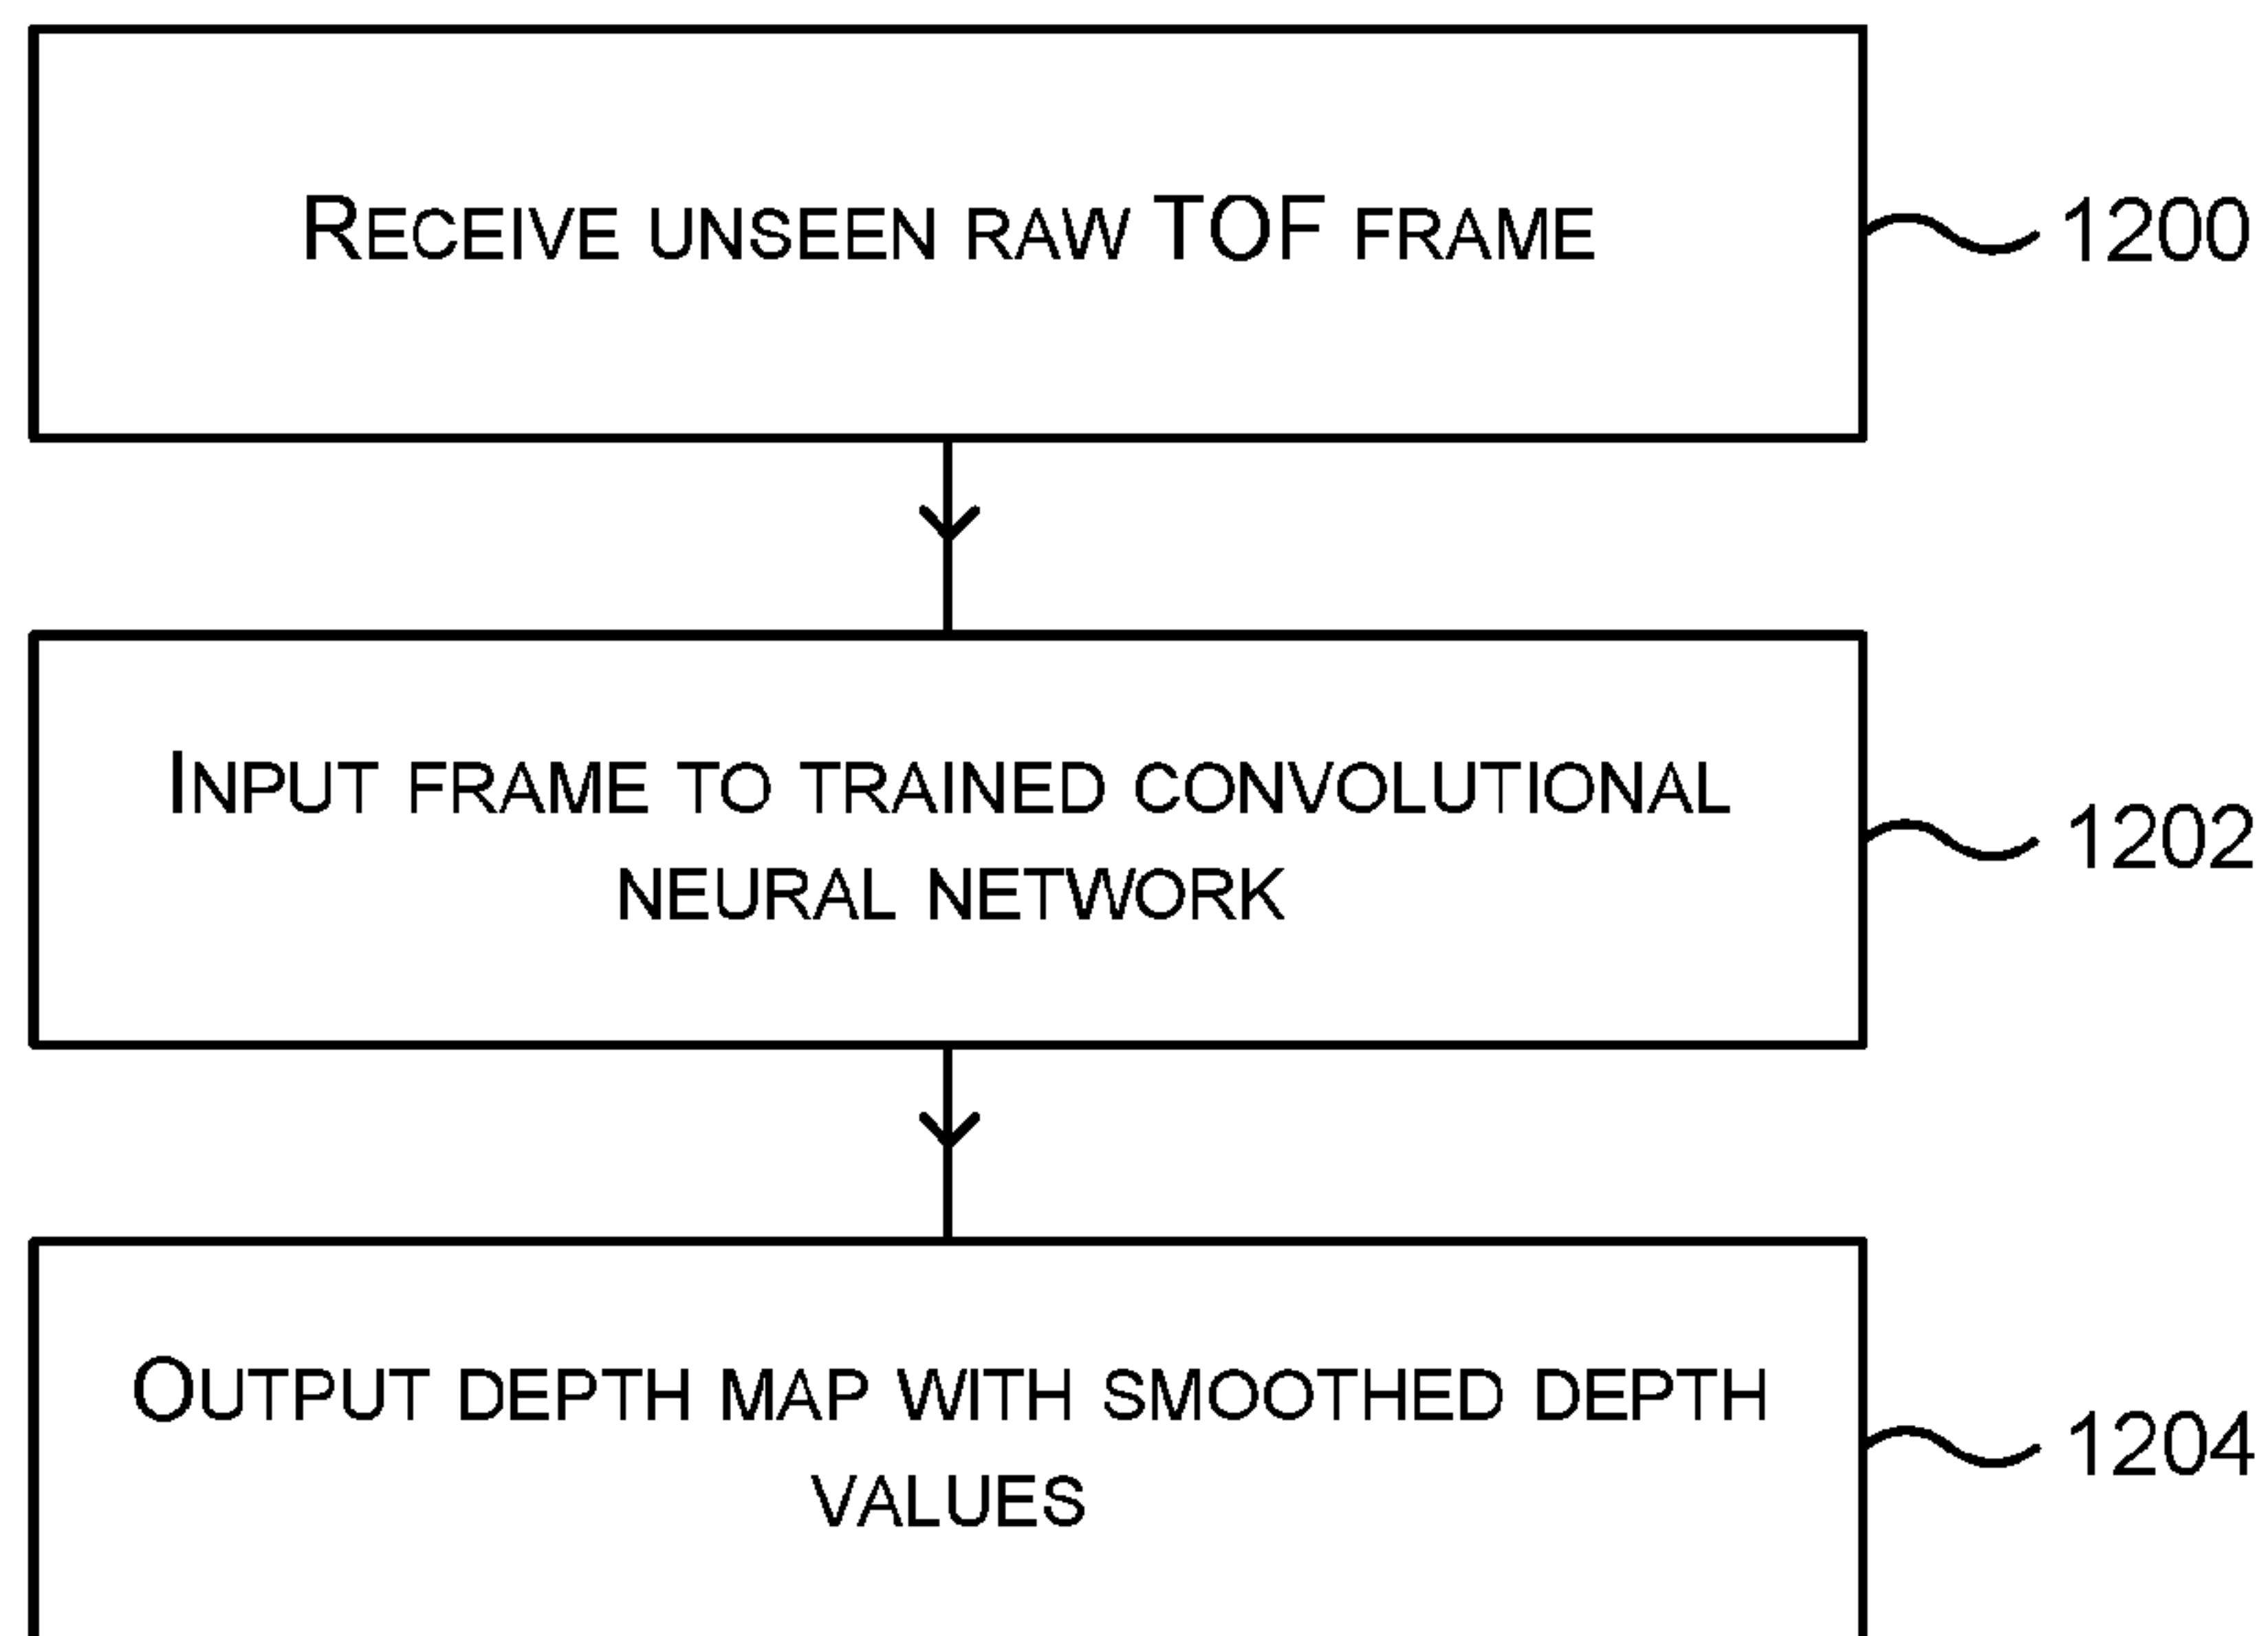 RECEIVE UNSEEN RAW TOF FRAME
1200
INPUT FRAME TO TRAINED CONVOLUTIONAL
NEURAL NETWORK
1202
OUTPUT DEPTH MAP WITH SMOOTHED DEPTH
VALUES
1204